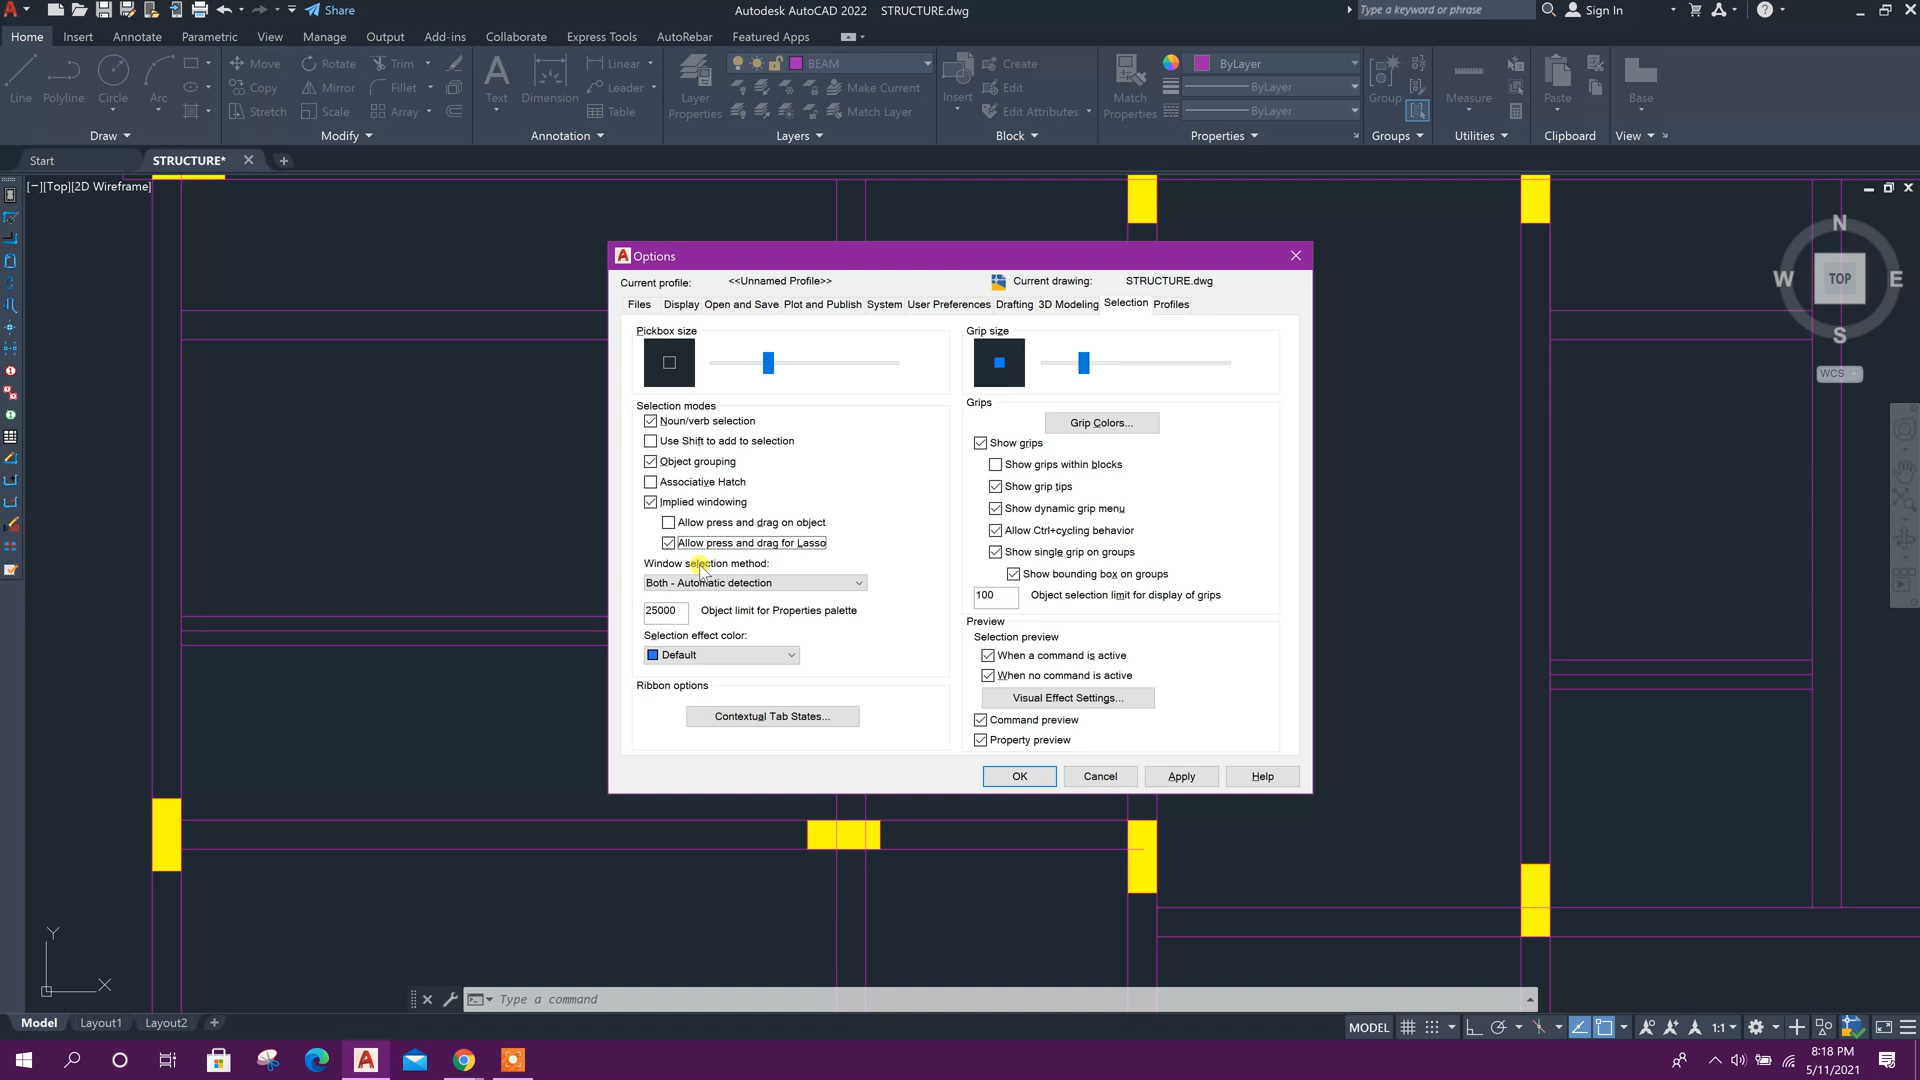 Share
Autodesk AutoCAD 2022 STRUCTURE.dwg
Type a keyword or phrase
Sign In
Home Insert Annotate Parametric View Manage Output Add-ins Collaborate Express Tools AutoRebar Featured Apps
Line Polyline Circle Arc
Move Rotate Trim
Copy Mirror Fillet
Stretch Scale Array
Text Dimension
Linear
Leader
Table
Layer Properties
BEAM
Make Current
Match Layer
Insert
Create
Edit
Edit Attributes
Match Properties
ByLayer
ByLayer
ByLayer
Group
Measure
Paste
Base
Draw Modify Annotation Layers Block Properties Groups Utilities Clipboard View
Start STRUCTURE*
[−][Top][2D Wireframe]
N
W TOP E
S
WCS
Options
Current profile: <<Unnamed Profile>> Current drawing: STRUCTURE.dwg
Files Display Open and Save Plot and Publish System User Preferences Drafting 3D Modeling Selection Profiles
Pickbox size
Selection modes
Noun/verb selection
Use Shift to add to selection
Object grouping
Associative Hatch
Implied windowing
Allow press and drag on object
Allow press and drag for Lasso
Window selection method:
Both - Automatic detection
25000 Object limit for Properties palette
Selection effect color:
Default
Ribbon options
Contextual Tab States...
Grip size
Grips
Grip Colors...
Show grips
Show grips within blocks
Show grip tips
Show dynamic grip menu
Allow Ctrl+cycling behavior
Show single grip on groups
Show bounding box on groups
100 Object selection limit for display of grips
Preview
Selection preview
When a command is active
When no command is active
Visual Effect Settings...
Command preview
Property preview
OK Cancel Apply Help
Y
X
Type a command
Model Layout1 Layout2
MODEL 1:1
8:18 PM
5/11/2021